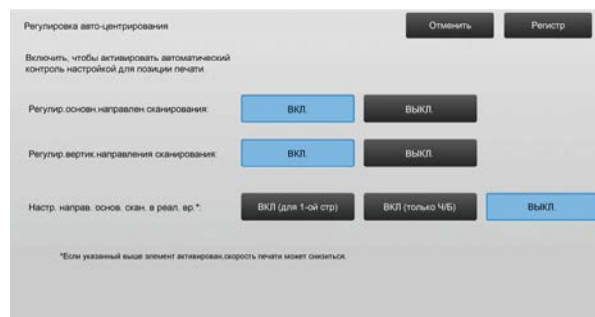 Регулировка авто-центрирования
Отменить
Регистр
Включить, чтобы активировать автоматический
контроль настройкой для позиции печати.
Регулир.основн.направлен.сканирования:
ВКЛ.
ВЫКЛ.
Регулир.вертик.направления сканирования:
ВКЛ.
ВЫКЛ.
Настр. направ. основ. скан. в реал. вр.*:
ВКЛ (для 1-ой стр)
ВКЛ (только Ч/Б)
ВЫКЛ.
*Если указанный выше элемент активирован,скорость печати может снизиться.